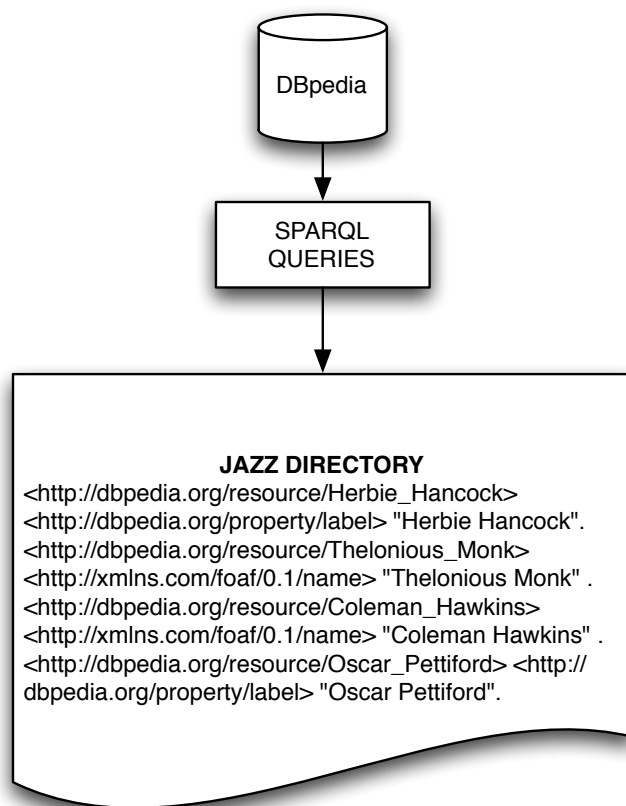 DBpedia
SPARQL
QUERIES
JAZZ DIRECTORY
<http://dbpedia.org/resource/Herbie_Hancock>
<http://dbpedia.org/property/label> "Herbie Hancock".
<http://dbpedia.org/resource/Thelonious_Monk>
<http://xmlns.com/foaf/0.1/name> "Thelonious Monk" .
<http://dbpedia.org/resource/Coleman_Hawkins>
<http://xmlns.com/foaf/0.1/name> "Coleman Hawkins" .
<http://dbpedia.org/resource/Oscar_Pettiford> <http://
dbpedia.org/property/label> "Oscar Pettiford".